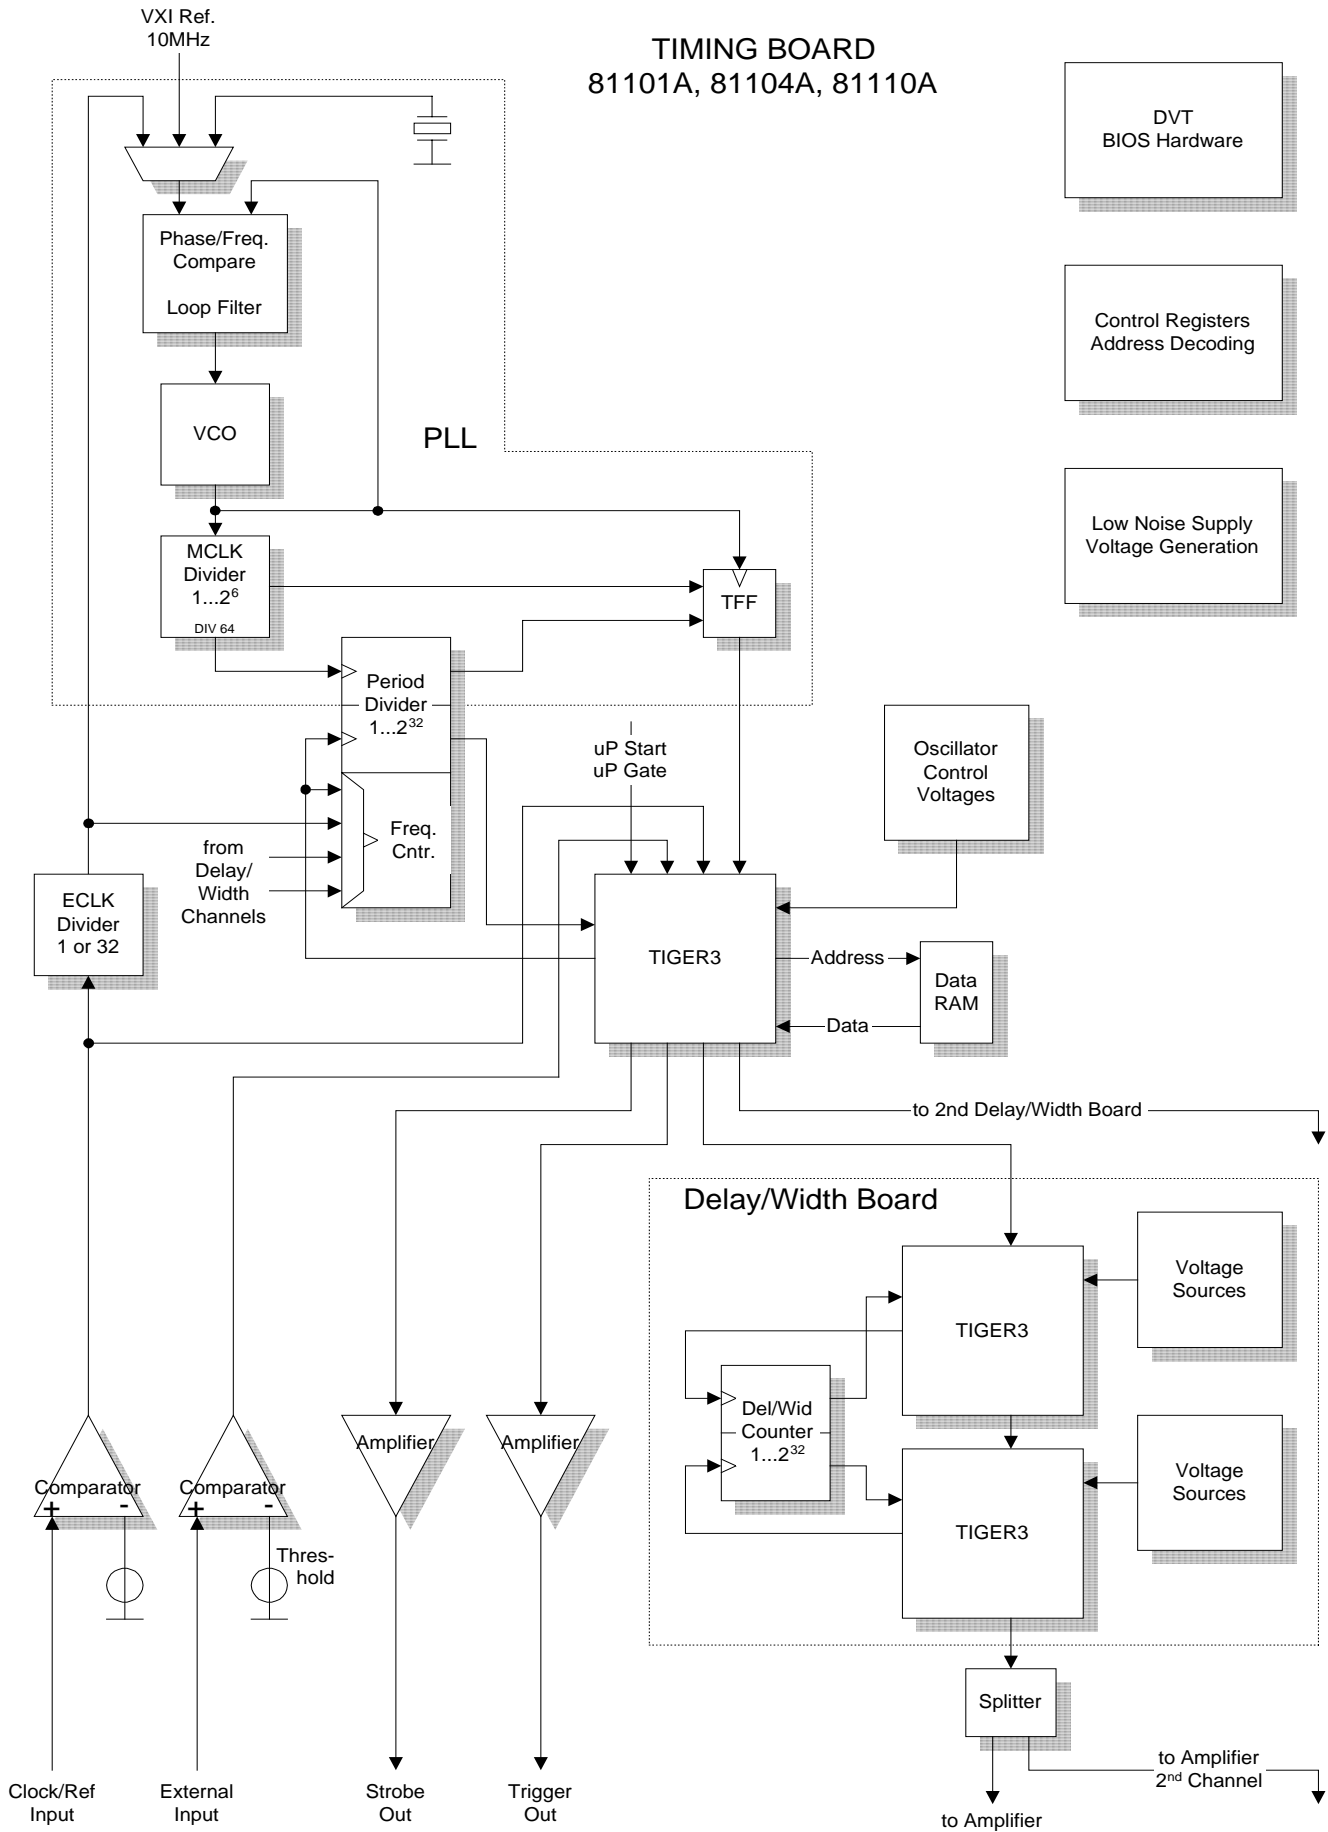 VXI Ref.
10MHz
TIMING BOARD
81101A, 81104A, 81110A
DVT
BIOS Hardware
Phase/Freq.
Compare
Loop Filter
Control Registers
Address Decoding
VCO
PLL
Low Noise Supply
Voltage Generation
MCLK
Divider
1...2⁶
DIV 64
TFF
Period
Divider
1...2³²
uP Start
uP Gate
Oscillator
Control
Voltages
Freq.
Cntr.
from
Delay/
Width
Channels
ECLK
Divider
1 or 32
TIGER3
Address
Data
RAM
Data
to 2nd Delay/Width Board
Delay/Width Board
Voltage
Sources
TIGER3
Del/Wid
Counter
1...2³²
Voltage
Sources
TIGER3
Comparator
+ -
Comparator
+ -
Amplifier
Amplifier
Thres-
hold
Splitter
to Amplifier
2ⁿᵈ Channel
to Amplifier
Clock/Ref
Input
External
Input
Strobe
Out
Trigger
Out